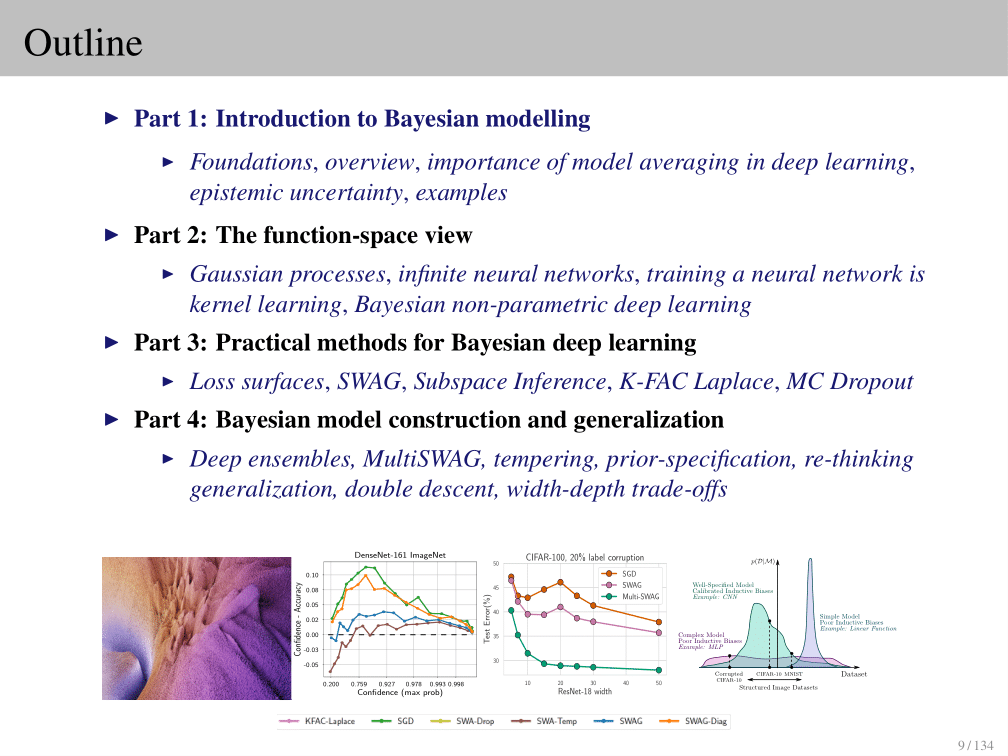 Outline
Part 1: Introduction to Bayesian modelling
Foundations, overview, importance of model averaging in deep learning,
epistemic uncertainty, examples
Part 2: The function-space view
Gaussian processes, infinite neural networks, training a neural network is
kernel learning, Bayesian non-parametric deep learning
Part 3: Practical methods for Bayesian deep learning
Loss surfaces, SWAG, Subspace Inference, K-FAC Laplace, MC Dropout
Part 4: Bayesian model construction and generalization
Deep ensembles, MultiSWAG, tempering, prior-specification, re-thinking
generalization, double descent, width-depth trade-offs
DenseNet-161 ImageNet
Confidence - Accuracy
0.10
0.08
0.05
0.02
0.00
-0.03
-0.05
0.200 0.759 0.927 0.978 0.993 0.998
Confidence (max prob)
CIFAR-100, 20% label corruption
Test Error(%)
50
45
40
35
30
SGD
SWAG
Multi-SWAG
10 20 30 40 50
ResNet-18 width
p(D|M)
Well-Specified Model
Calibrated Inductive Biases
Example: CNN
Simple Model
Poor Inductive Biases
Example: Linear Function
Complex Model
Poor Inductive Biases
Example: MLP
Corrupted
CIFAR-10
CIFAR-10 MNIST
Dataset
Structured Image Datasets
KFAC-Laplace SGD SWA-Drop SWA-Temp SWAG SWAG-Diag
9 / 134